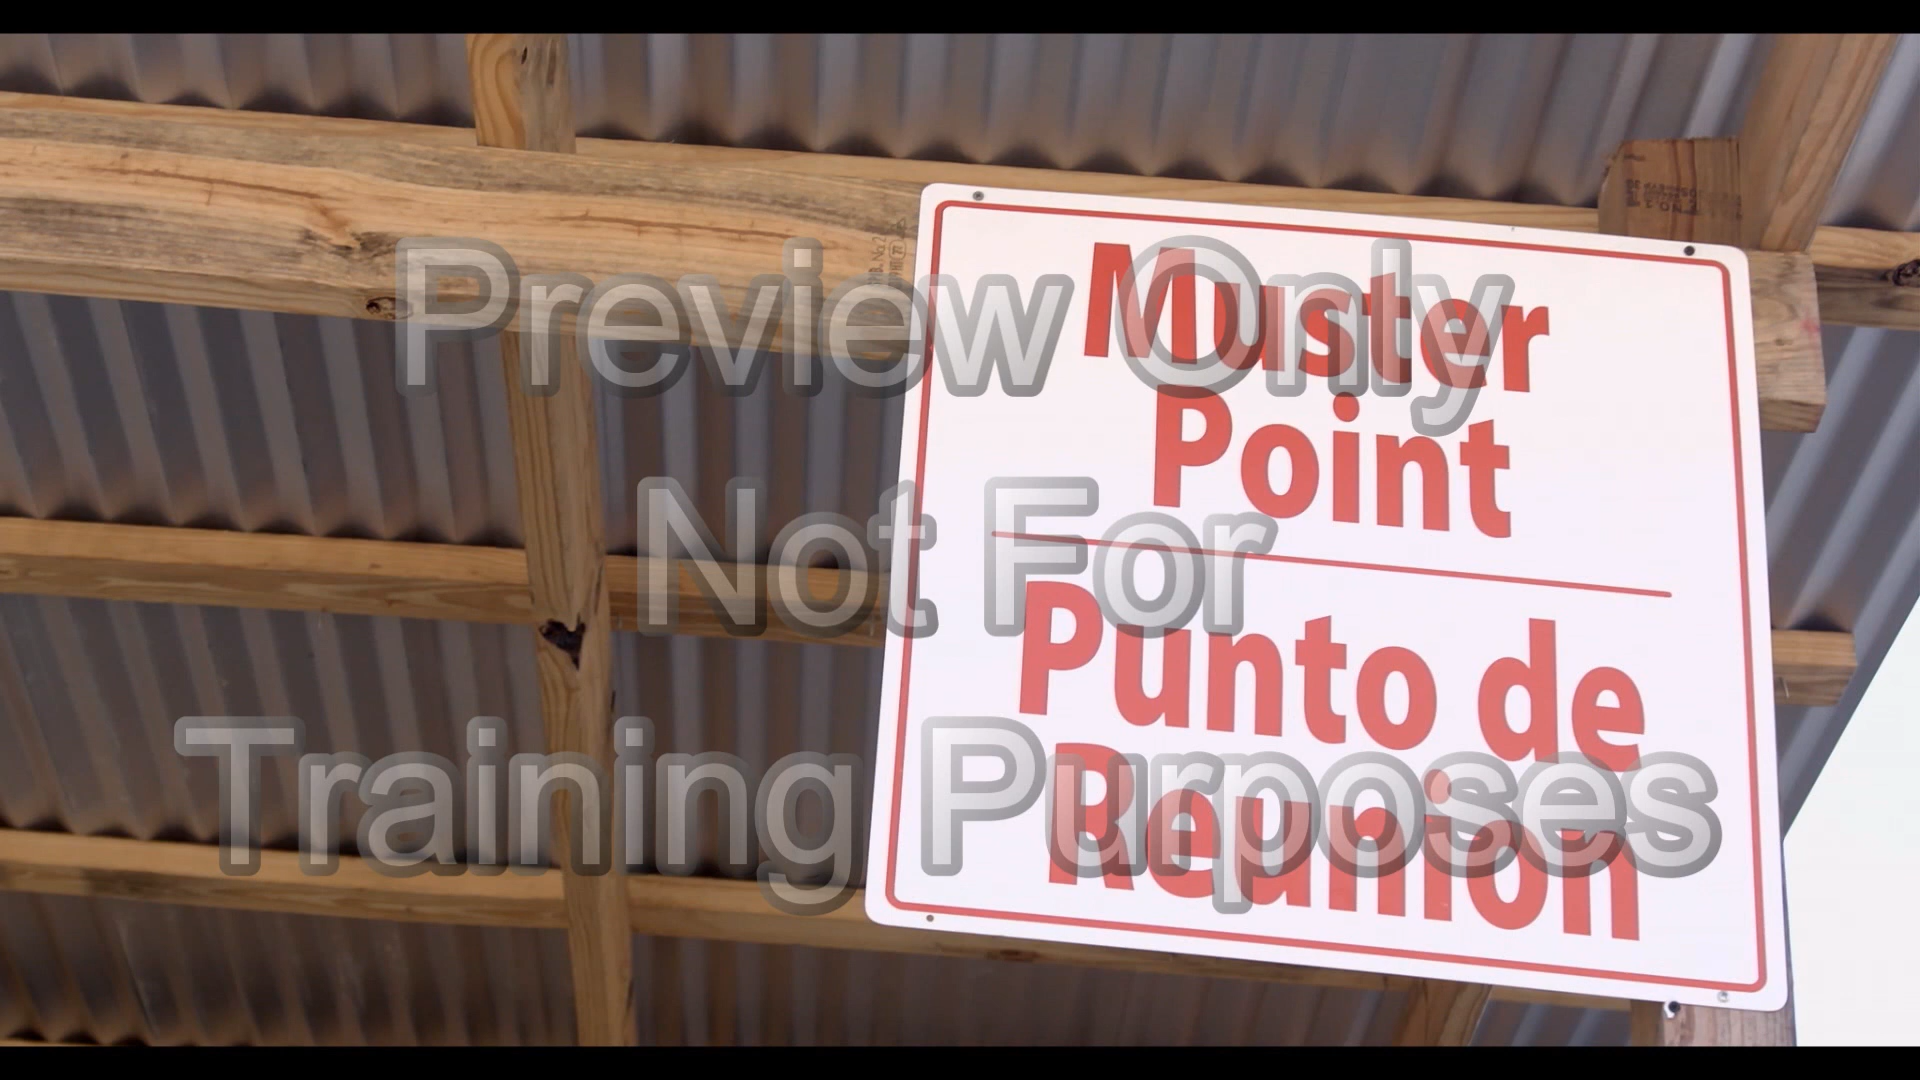 Muster
Point
Punto de
Reunion
Preview Only
Not For
Training Purposes